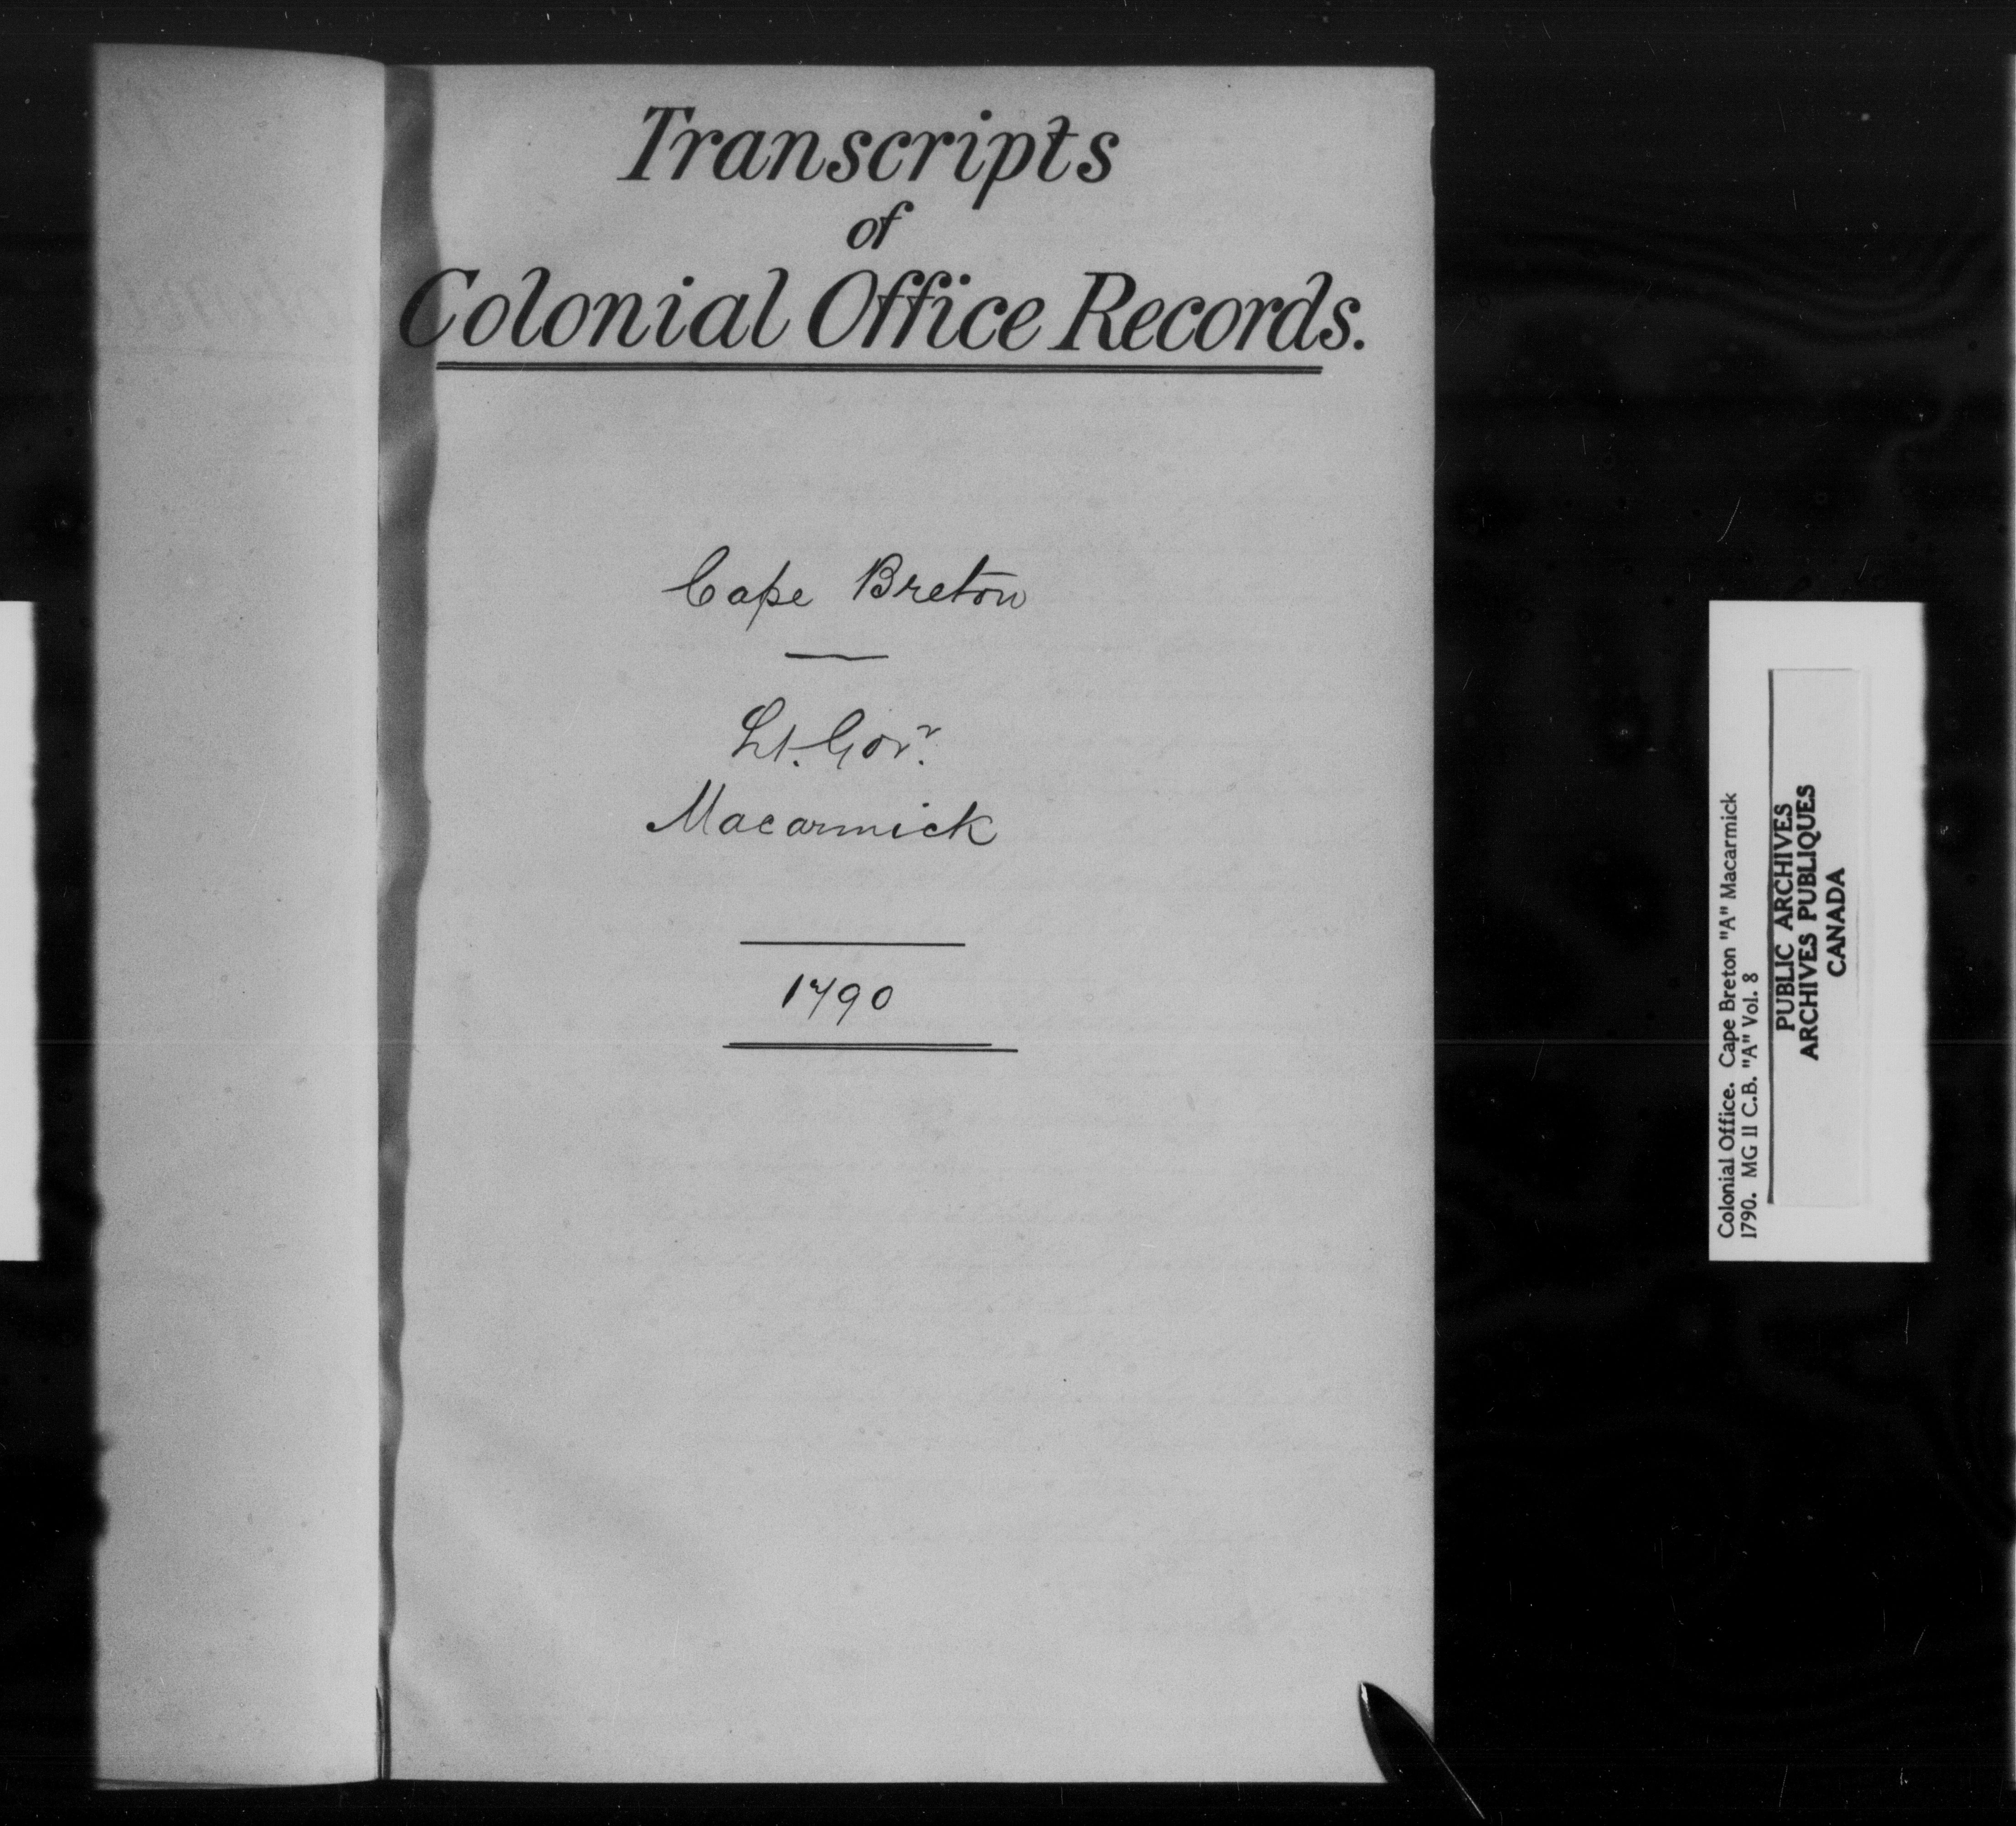 Transcripts
of
Colonial Office Records.
Cape Breton
Lt. Govr.
Macarmick
1790
Colonial Office. Cape Breton "A" Macarmick
1790. MG 11 C.B. "A" Vol. 8
PUBLIC ARCHIVES
ARCHIVES PUBLIQUES
CANADA